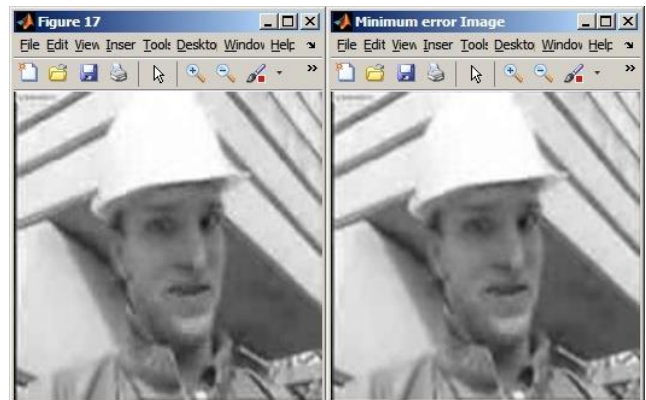 Figure 17
File Edit View Inser Tools Deskto Window Help
Minimum error Image
File Edit View Inser Tools Deskto Window Help